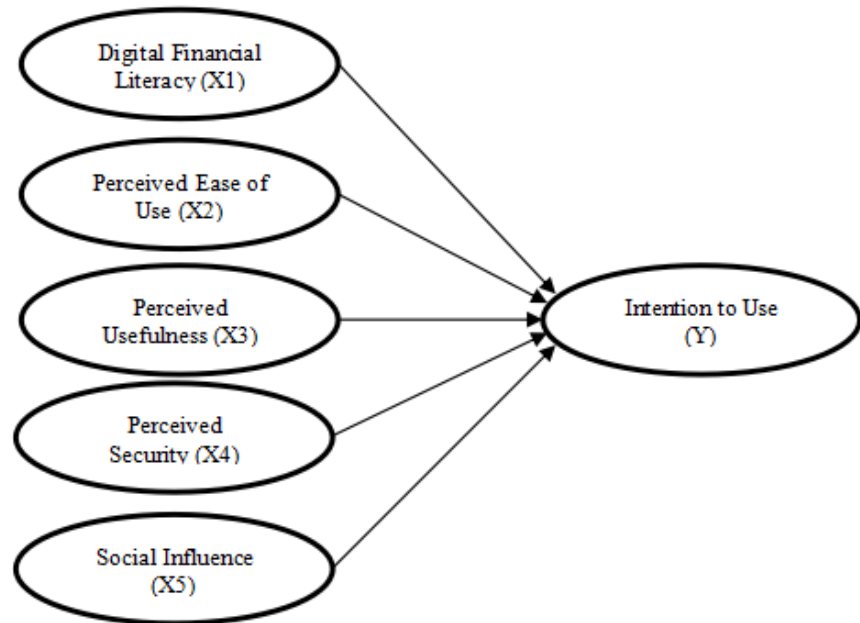 Digital Financial
Literacy (X1)
Perceived Ease of
Use (X2)
Perceived
Usefulness (X3)
Perceived
Security (X4)
Social Influence
(X5)
Intention to Use
(Y)